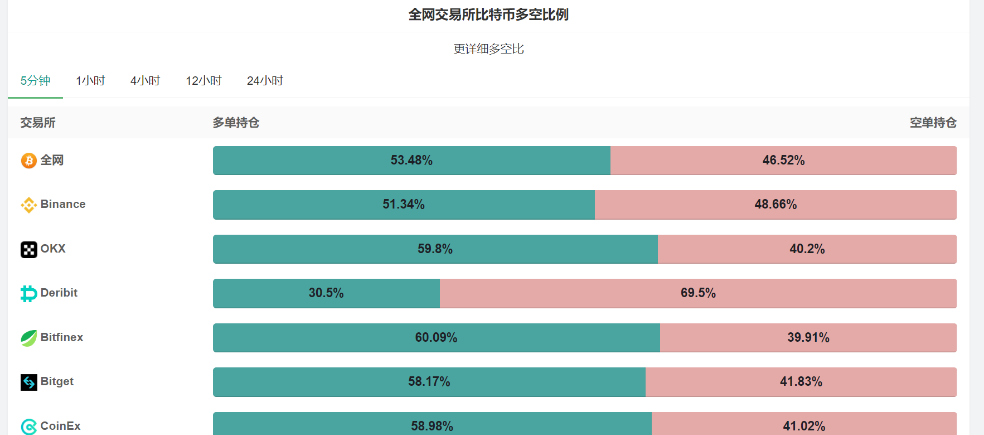 全网交易所比特币多空比例
更详细多空比
5分钟 1小时 4小时 12小时 24小时
交易所 多单持仓 空单持仓
全网 53.48% 46.52%
Binance 51.34% 48.66%
OKX 59.8% 40.2%
Deribit 30.5% 69.5%
Bitfinex 60.09% 39.91%
Bitget 58.17% 41.83%
CoinEx 58.98% 41.02%